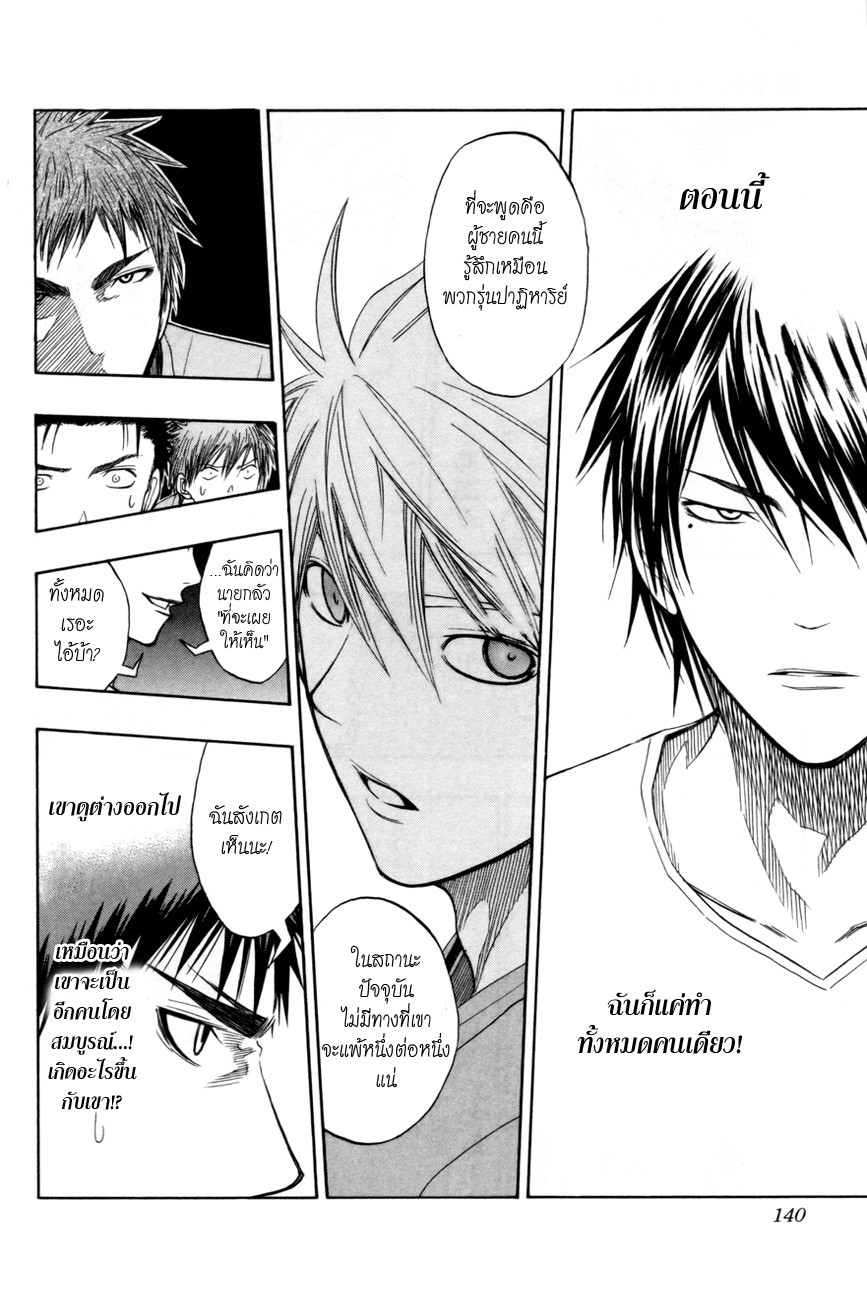 ตอนนี้
ฉันก็แค่ทำ
ทั้งหมดคนเดียว!
ที่จะพูดคือ
ผู้ชายคนนี้
รู้สึกเหมือน
พวกรุ่นปาฏิหาริย์
ในสถานะ
ปัจจุบัน
ไม่มีทางที่เขา
จะแพ้หนึ่งต่อหนึ่ง
แน่
...ฉันคิดว่า
นายกลัว
"ที่จะเผย
ให้เห็น"
ทั้งหมด
เรอะ
ไอ้บ้า?
ฉันสังเกต
เห็นนะ!
เขาดูต่างออกไป
เหมือนว่า
เขาจะเป็น
อีกคนโดย
สมบูรณ์...!
เกิดอะไรขึ้น
กับเขา!?
140